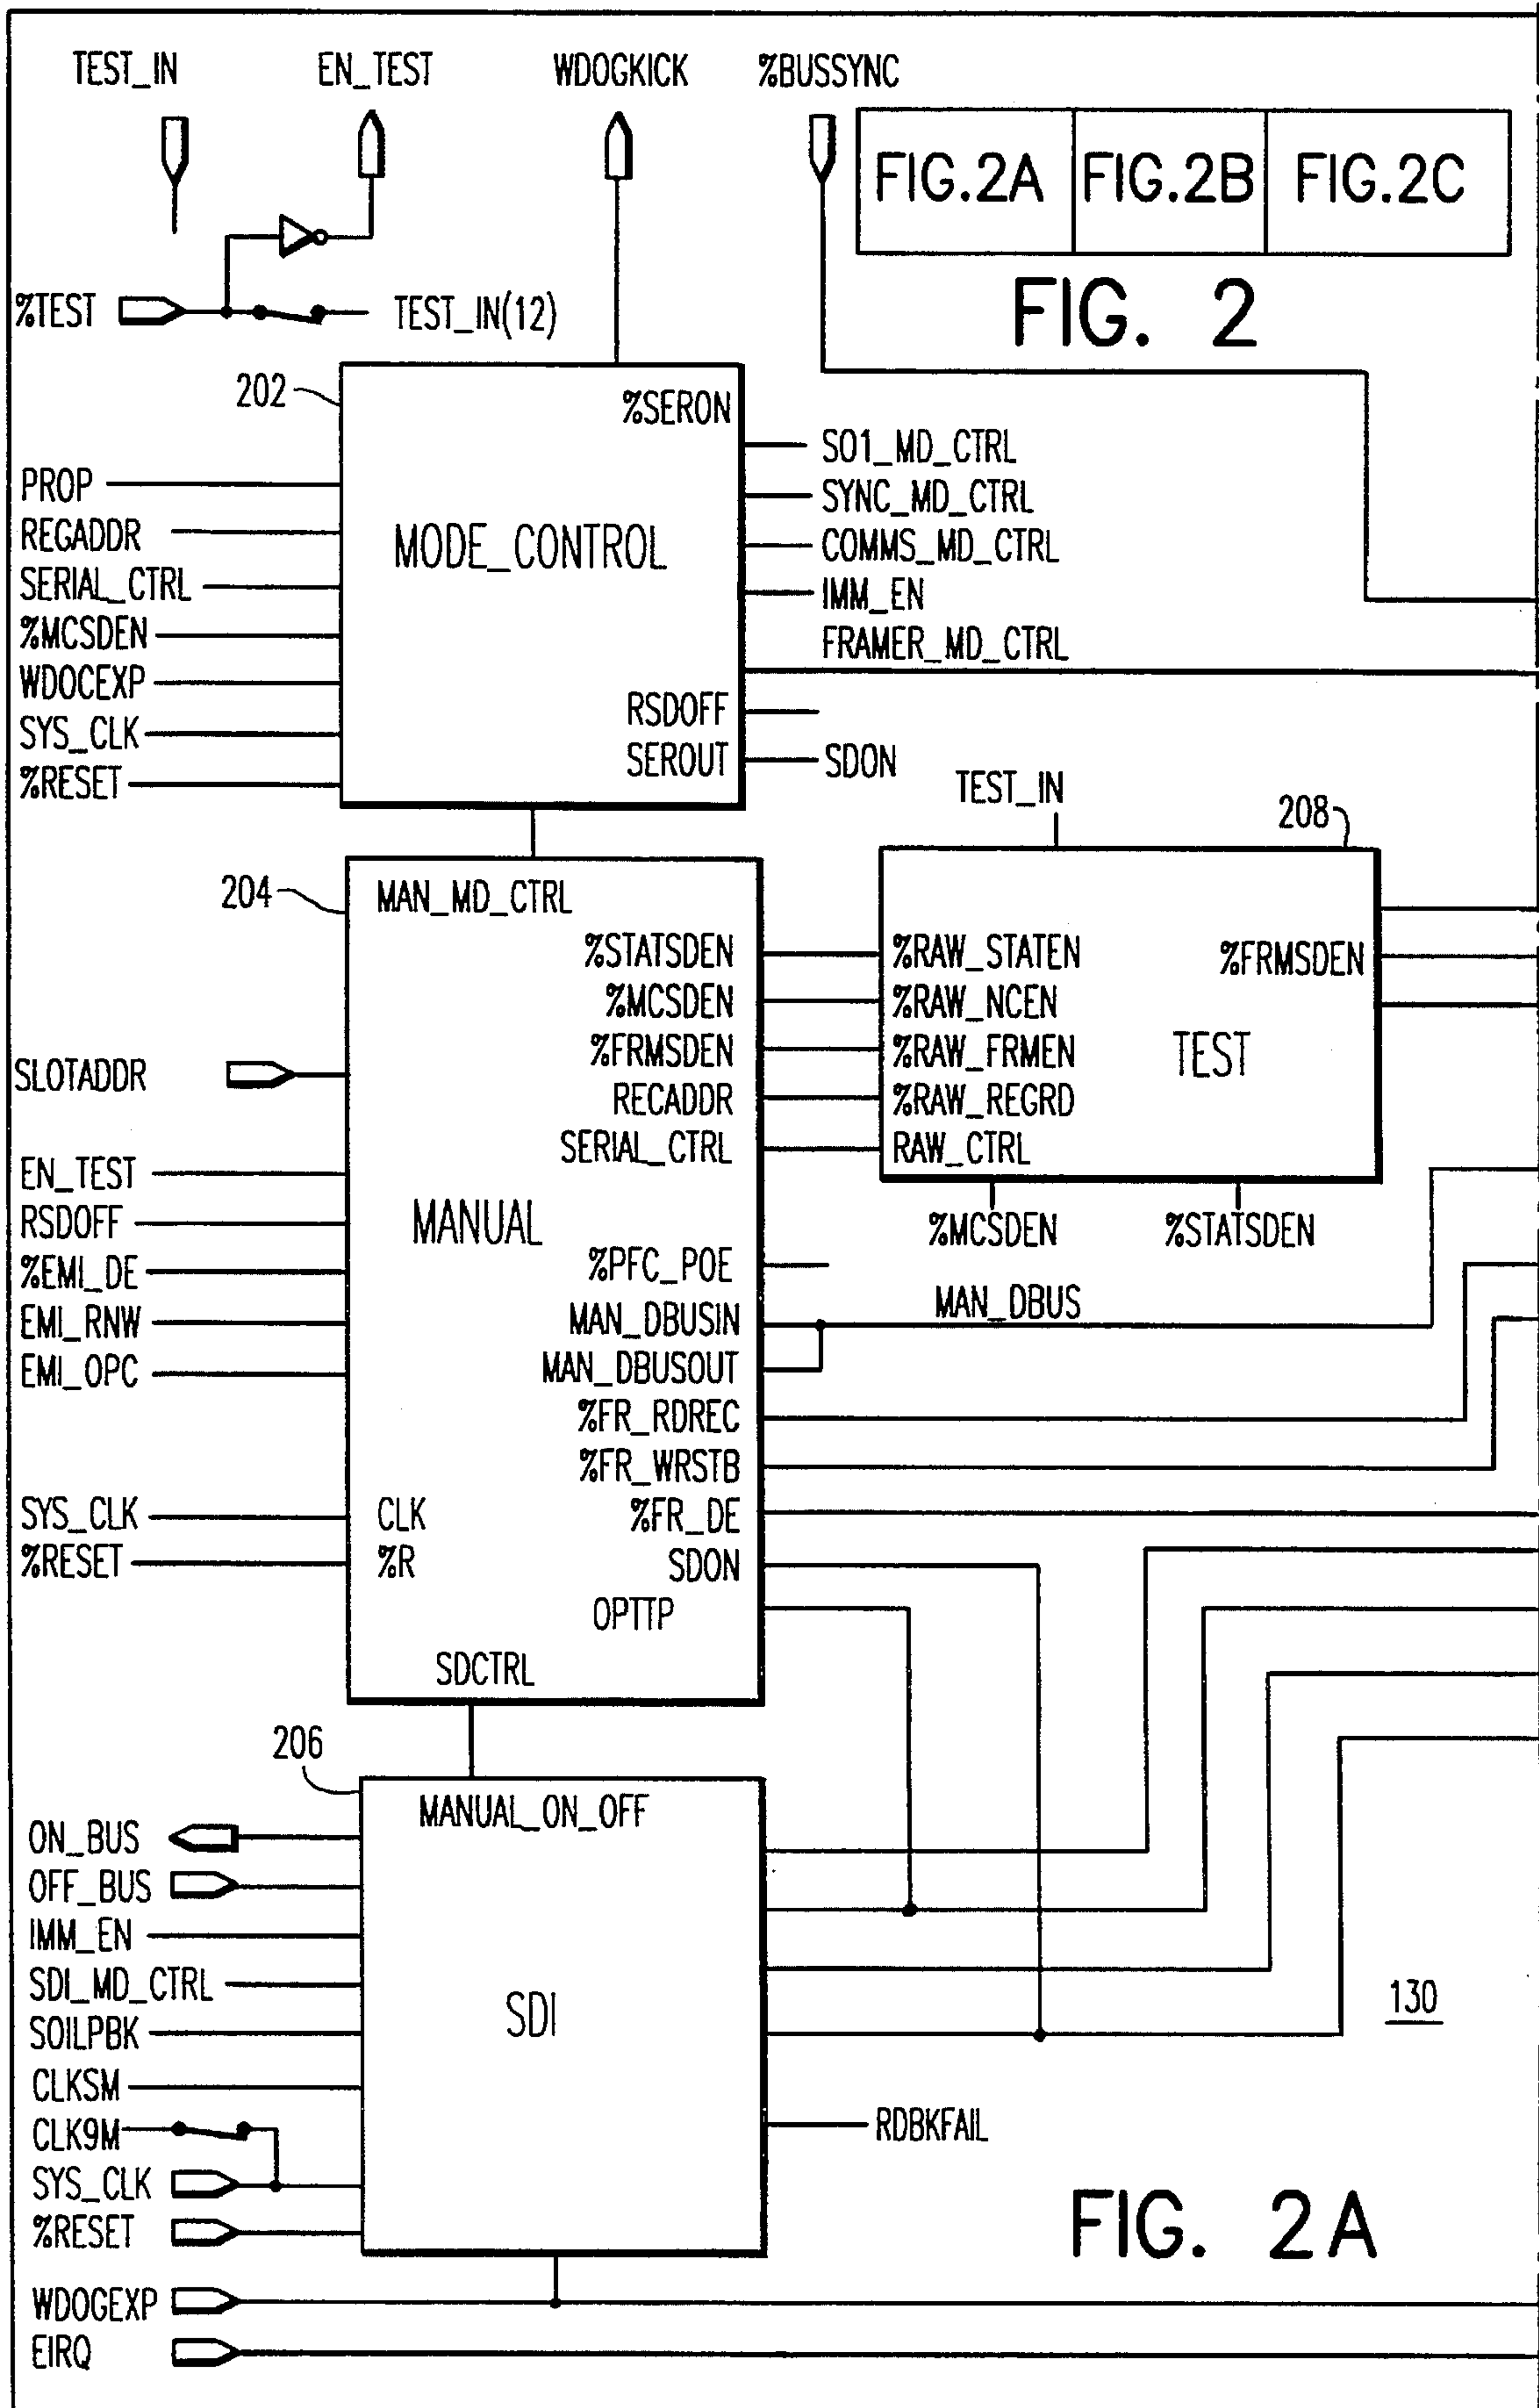 TEST_IN
EN_TEST
WDOGKICK
%BUSSYNC
FIG.2A
FIG.2B
FIG.2C
FIG. 2
%TEST
TEST_IN(12)
202
%SERON
MODE_CONTROL
PROP
REGADDR
SERIAL_CTRL
%MCSDEN
WDOCEXP
SYS_CLK
%RESET
S01_MD_CTRL
SYNC_MD_CTRL
COMMS_MD_CTRL
IMM_EN
FRAMER_MD_CTRL
RSDOFF
SEROUT
SDON
204
MAN_MD_CTRL
%STATSDEN
%MCSDEN
%FRMSDEN
RECADDR
SERIAL_CTRL
MANUAL
%PFC_POE
MAN_DBUSIN
MAN_DBUSOUT
%FR_RDREC
%FR_WRSTB
%FR_DE
SDON
OPTTP
SDCTRL
CLK
%R
SLOTADDR
EN_TEST
RSDOFF
%EMI_DE
EMI_RNW
EMI_OPC
SYS_CLK
%RESET
TEST_IN
208
%RAW_STATEN
%RAW_NCEN
%RAW_FRMEN
%RAW_REGRD
RAW_CTRL
%FRMSDEN
TEST
%MCSDEN
%STATSDEN
MAN_DBUS
206
MANUAL_ON_OFF
SDI
ON_BUS
OFF_BUS
IMM_EN
SDI_MD_CTRL
SOILPBK
CLKSM
CLK9M
SYS_CLK
%RESET
WDOGEXP
EIRQ
RDBKFAIL
130
FIG. 2A